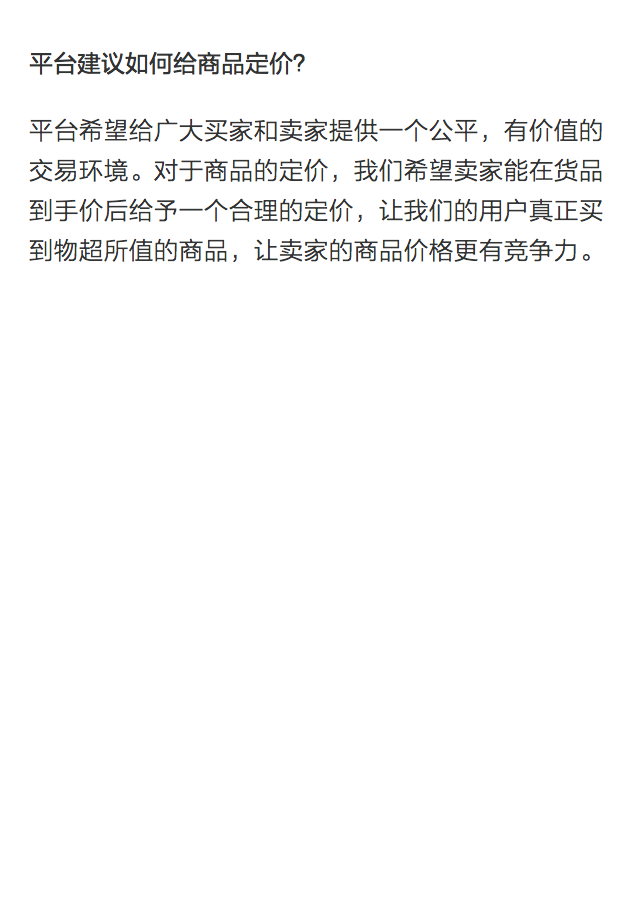 平台建议如何给商品定价?
平台希望给广大买家和卖家提供一个公平，有价值的
交易环境。对于商品的定价，我们希望卖家能在货品
到手价后给予一个合理的定价，让我们的用户真正买
到物超所值的商品，让卖家的商品价格更有竞争力。